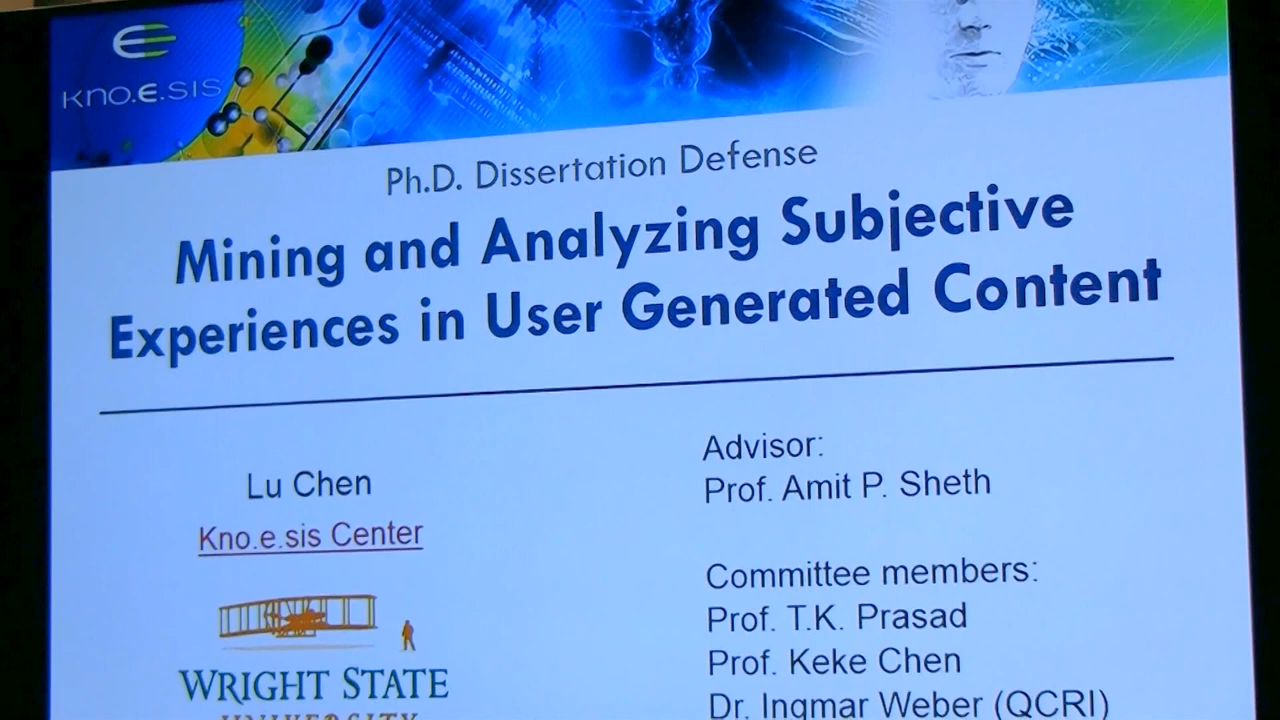 KNO.E.SIS
Ph.D. Dissertation Defense
Mining and Analyzing Subjective
Experiences in User Generated Content
Lu Chen
Kno.e.sis Center
WRIGHT STATE
UNIVERSITY
Advisor:
Prof. Amit P. Sheth
Committee members:
Prof. T.K. Prasad
Prof. Keke Chen
Dr. Ingmar Weber (QCRI)